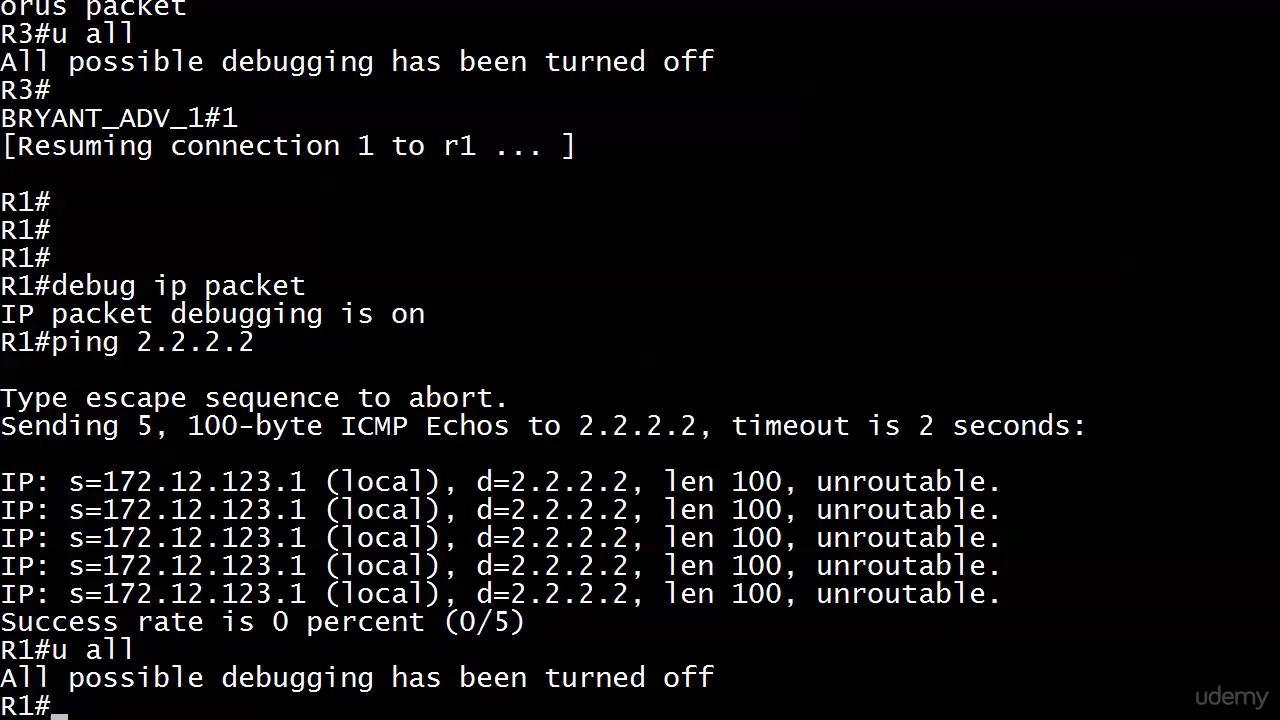 orus packet
R3#u all
All possible debugging has been turned off
R3#
BRYANT_ADV_1#1
[Resuming connection 1 to r1 ... ]
R1#
R1#
R1#
R1#debug ip packet
IP packet debugging is on
R1#ping 2.2.2.2
Type escape sequence to abort.
Sending 5, 100-byte ICMP Echos to 2.2.2.2, timeout is 2 seconds:
IP: s=172.12.123.1 (local), d=2.2.2.2, len 100, unroutable.
IP: s=172.12.123.1 (local), d=2.2.2.2, len 100, unroutable.
IP: s=172.12.123.1 (local), d=2.2.2.2, len 100, unroutable.
IP: s=172.12.123.1 (local), d=2.2.2.2, len 100, unroutable.
IP: s=172.12.123.1 (local), d=2.2.2.2, len 100, unroutable.
Success rate is 0 percent (0/5)
R1#u all
All possible debugging has been turned off
R1#
udemy